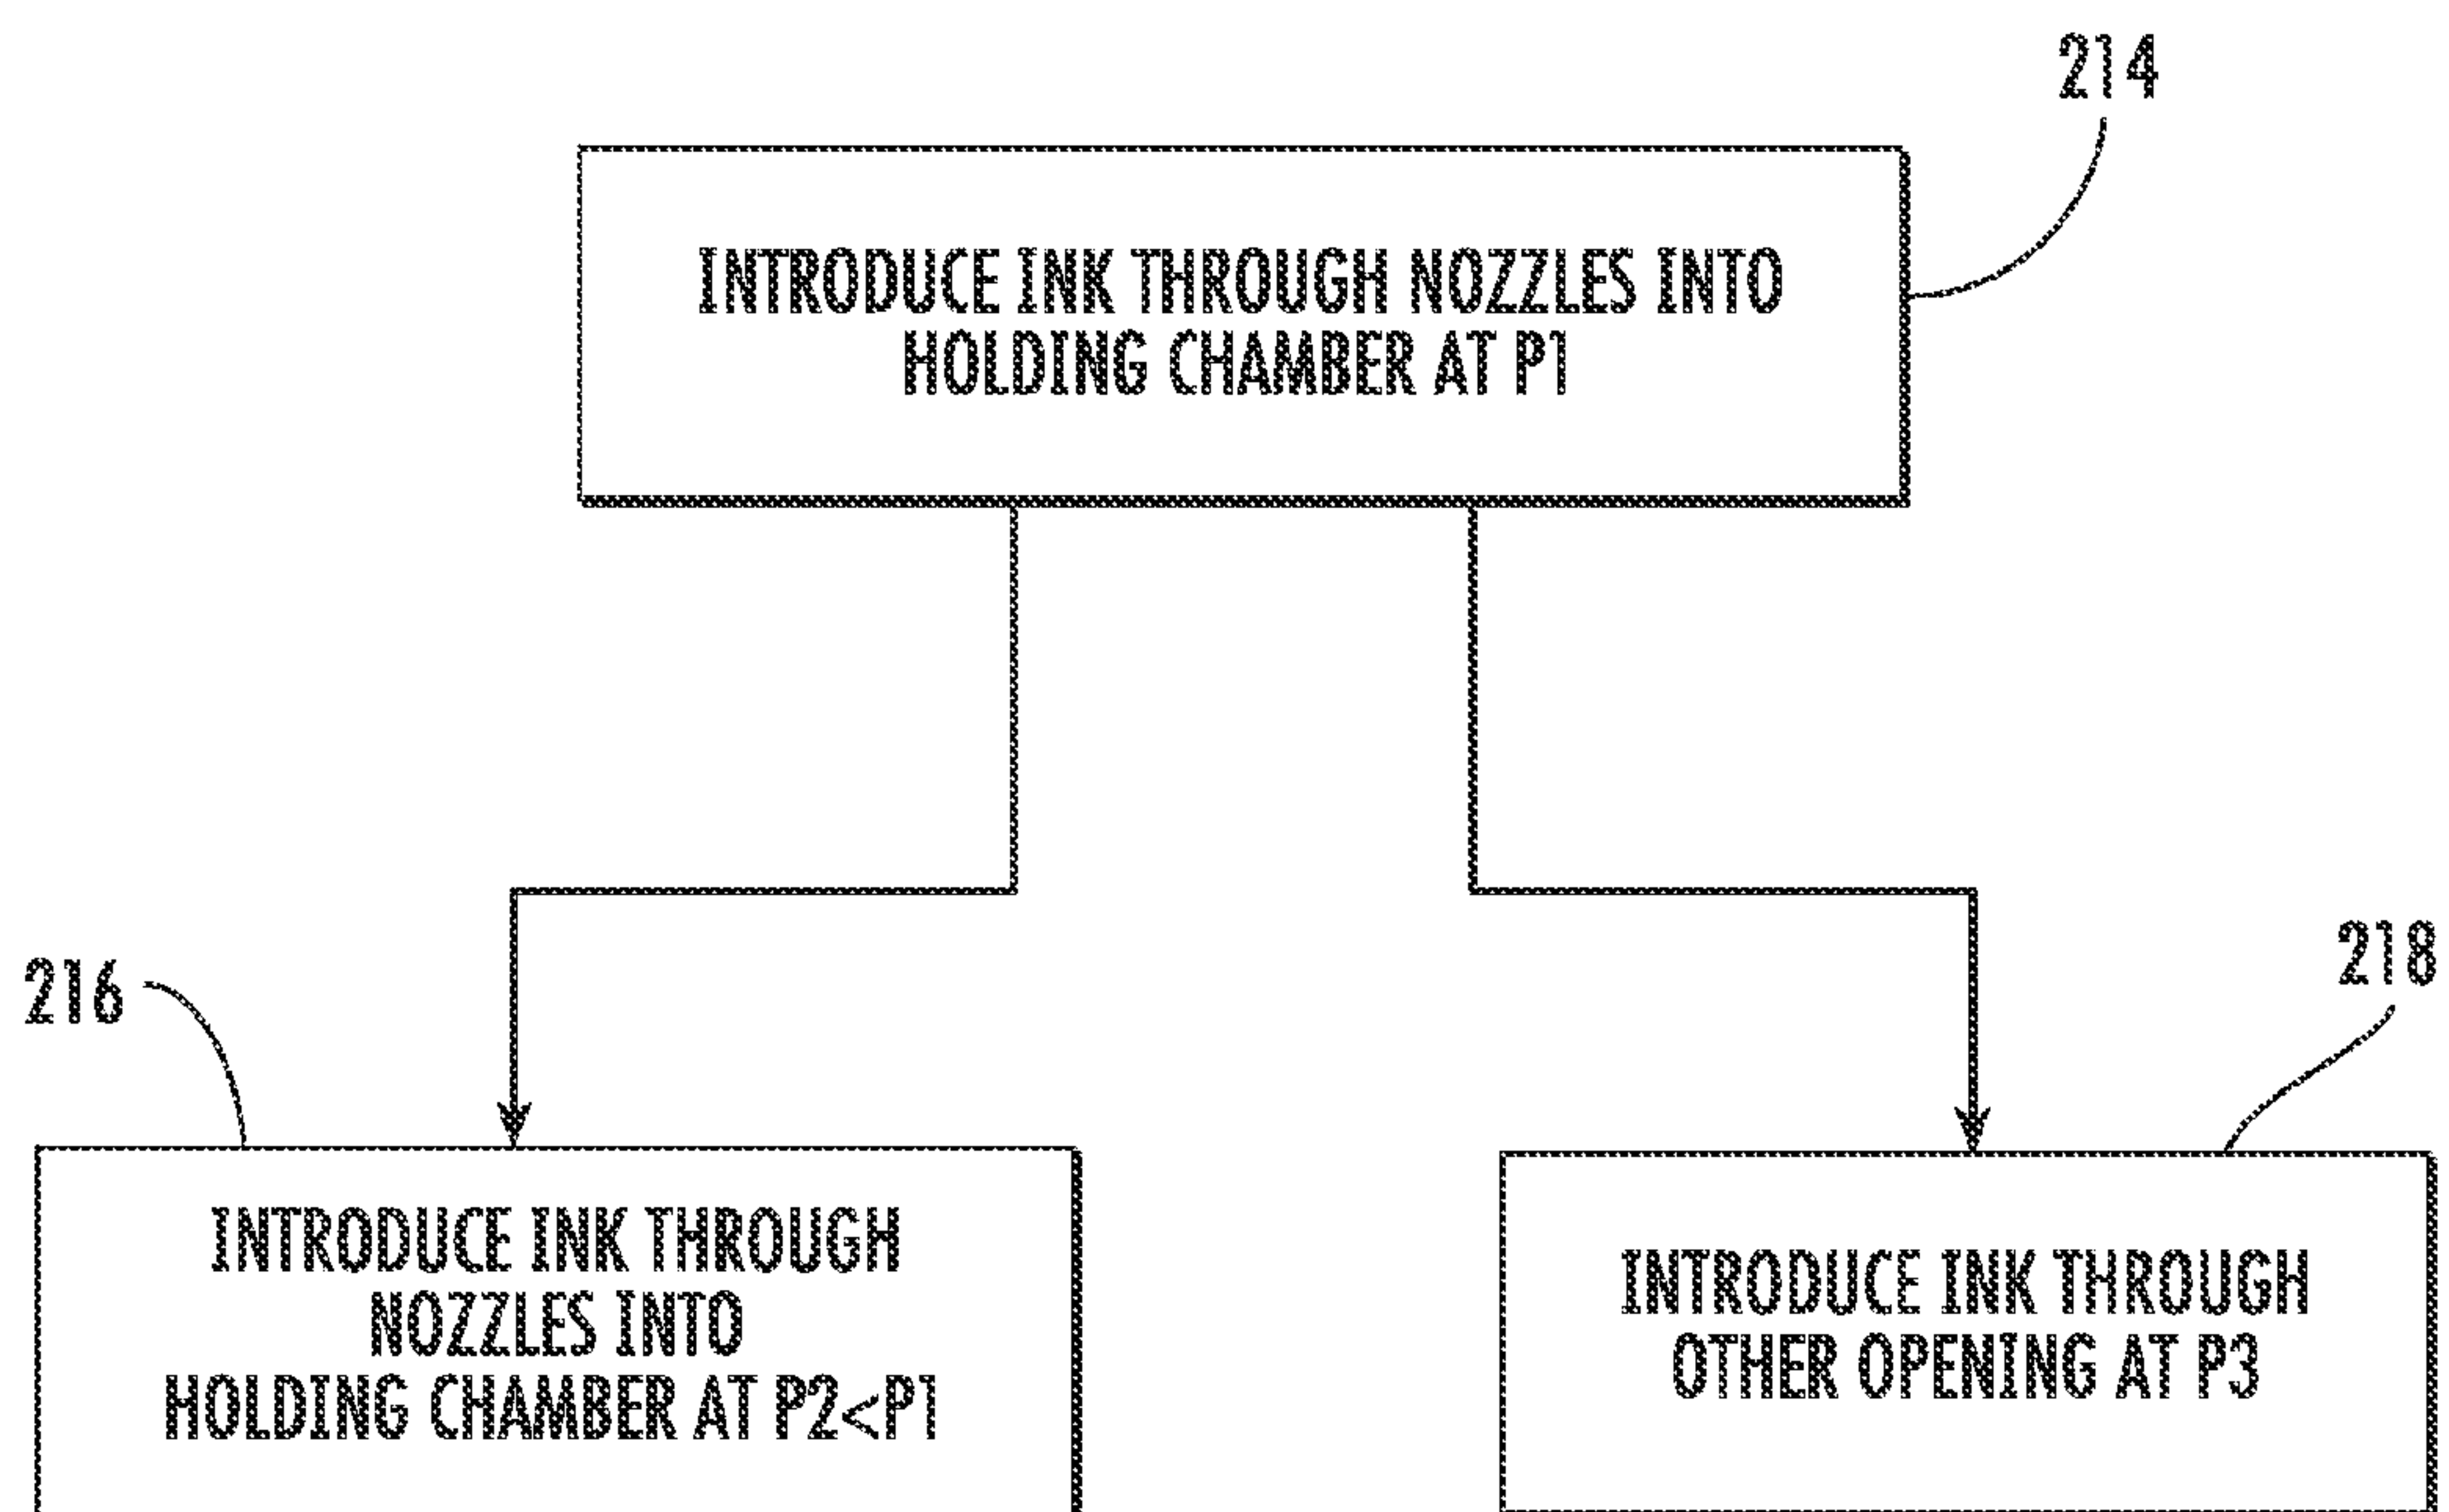 214
INTRODUCE INK THROUGH NOZZLES INTO
HOLDING CHAMBER AT P1
216
218
INTRODUCE INK THROUGH
NOZZLES INTO
HOLDING CHAMBER AT P2<P1
INTRODUCE INK THROUGH
OTHER OPENING AT P3